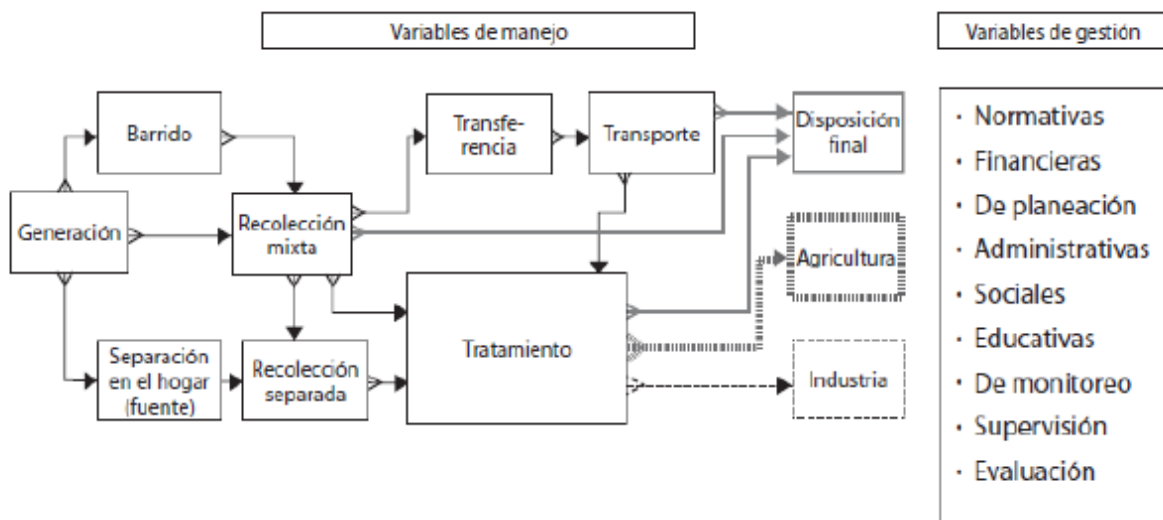 Variables de manejo
Variables de gestión
Barrido
Transfe-
rencia
Transporte
Disposición
final
Generación
Recolección
mixta
Agricultura
Separación
en el hogar
(fuente)
Recolección
separada
Tratamiento
Industria
· Normativas
· Financieras
· De planeación
· Administrativas
· Sociales
· Educativas
· De monitoreo
· Supervisión
· Evaluación